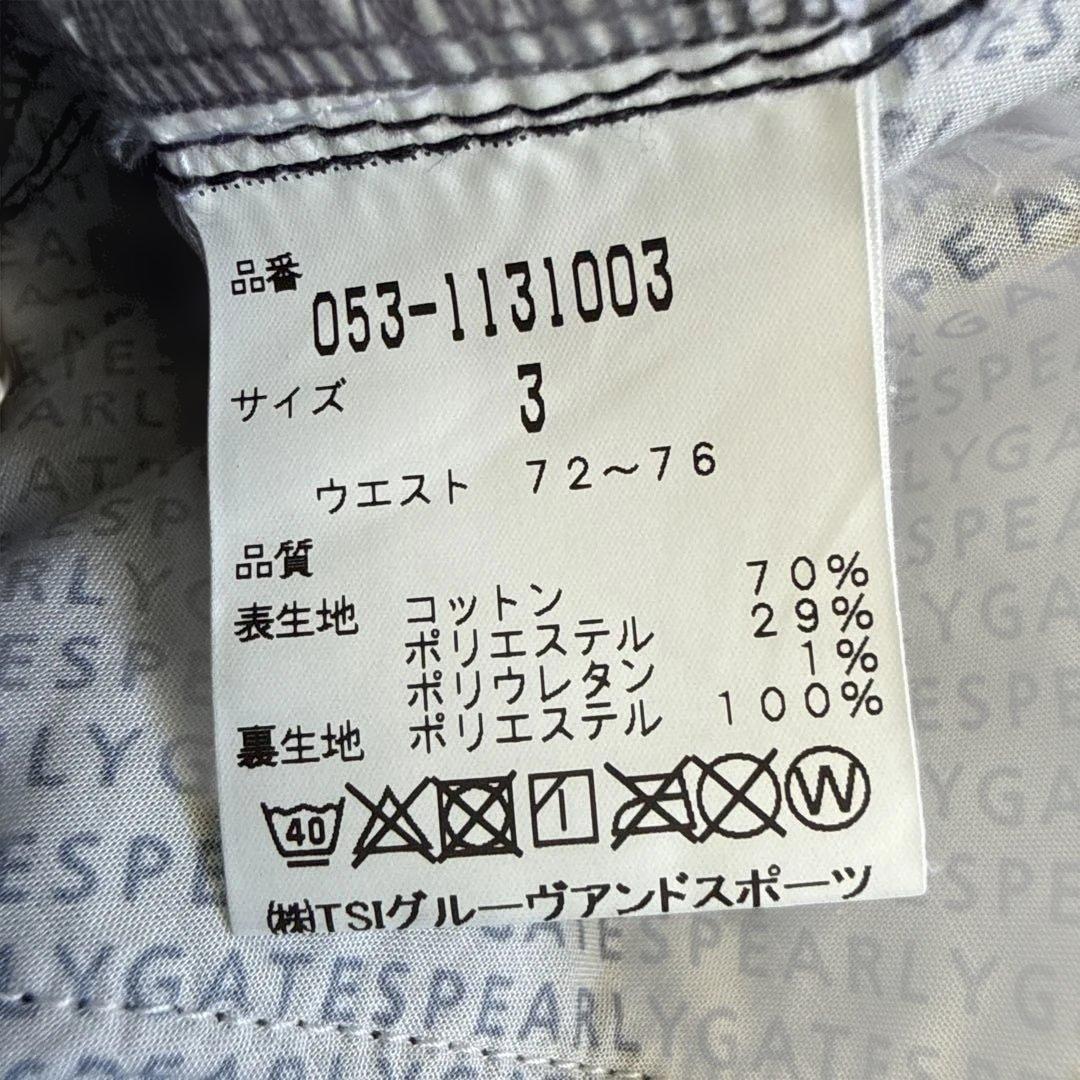 品番 053-1131003
サイズ 3
ウエスト 72～76
品質
表生地 コットン 70%
ポリエステル 29%
ポリウレタン 1%
裏生地 ポリエステル 100%
40 W
㈱TSIグルーヴアンドスポーツ
LYGATESPEARLYGATES